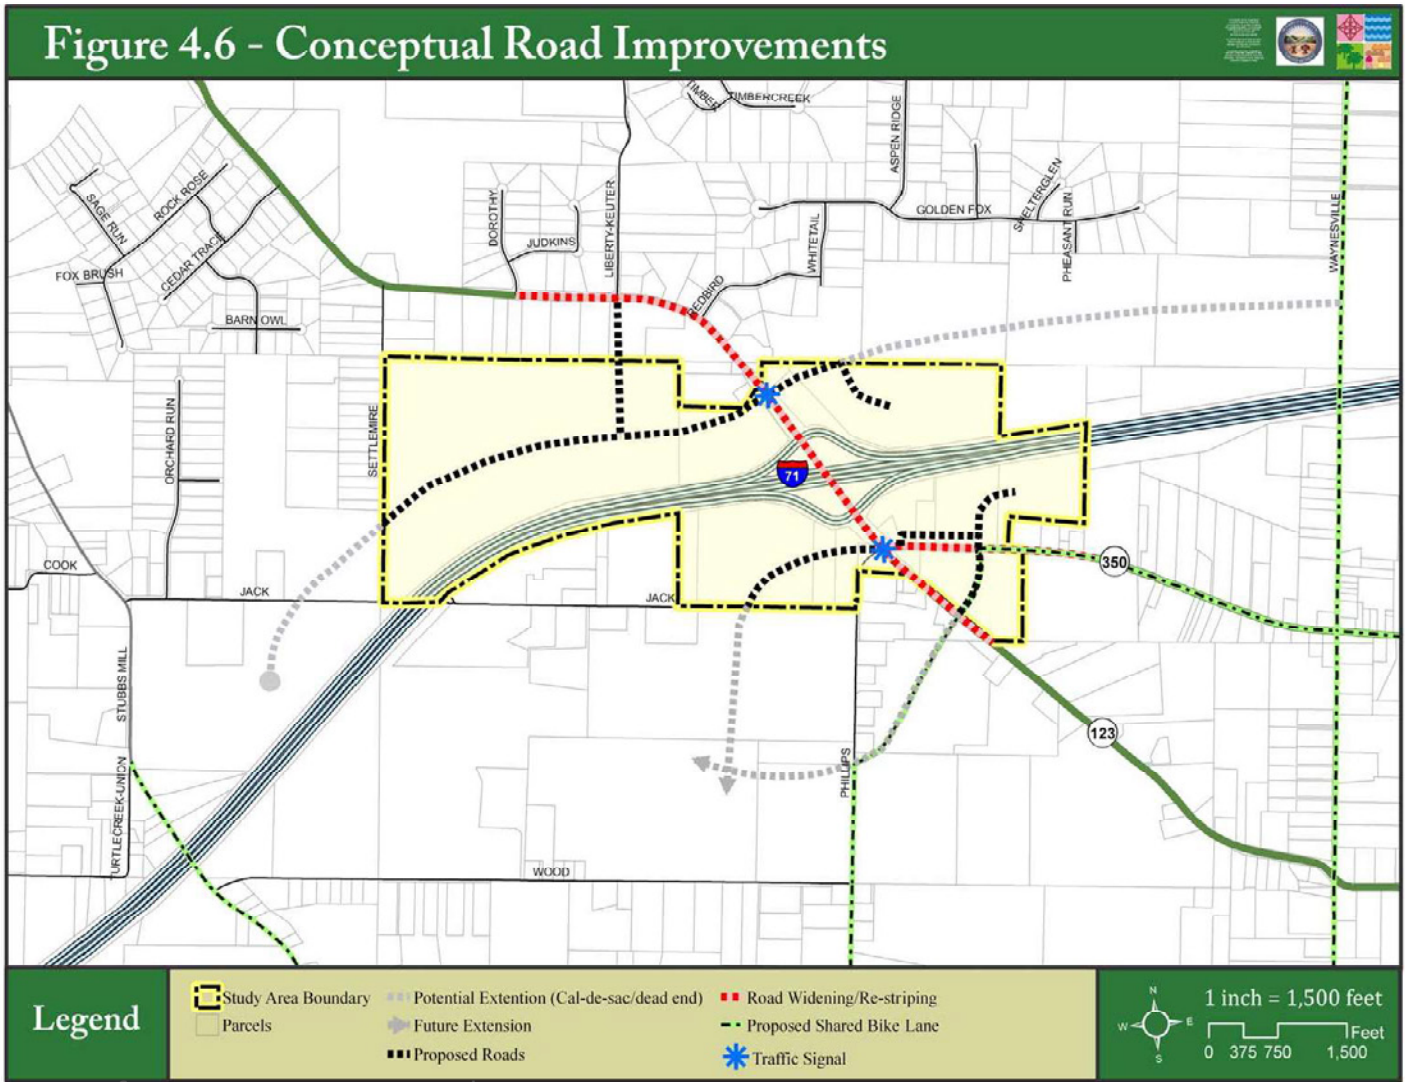 Figure 4.6 - Conceptual Road Improvements
TIMBER
TIMBERCREEK
ASPEN RIDGE
SAGE RUN
ROCK ROSE
CEDAR TRACE
FOX BRUSH
BARN OWL
DOROTHY
JUDKINS
LIBERTY-KEUTER
REDBIRD
WHITETAIL
GOLDEN FOX
SHELTERGLEN
PHEASANT RUN
WAYNESVILLE
ORCHARD RUN
SETTLEMIRE
71
COOK
JACK
JACK
350
STUBBS MILL
123
TURTLECREEK-UNION
PHILLIPS
WOOD
Legend
Study Area Boundary
Parcels
Potential Extention (Cal-de-sac/dead end)
Future Extension
Proposed Roads
Road Widening/Re-striping
Proposed Shared Bike Lane
Traffic Signal
N
W E
S
1 inch = 1,500 feet
Feet
0 375 750 1,500